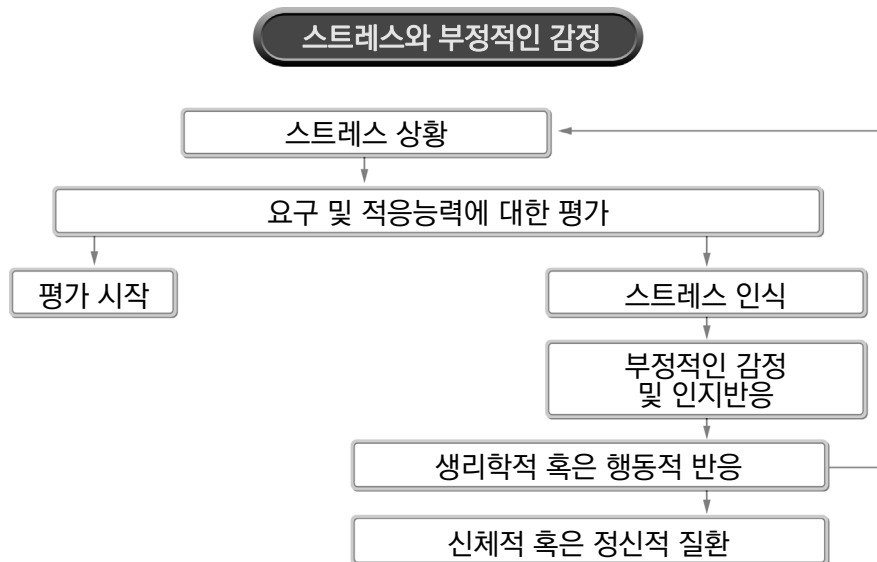 스트레스와 부정적인 감정
스트레스 상황
요구 및 적응능력에 대한 평가
평가 시작
스트레스 인식
부정적인 감정
및 인지반응
생리학적 혹은 행동적 반응
신체적 혹은 정신적 질환